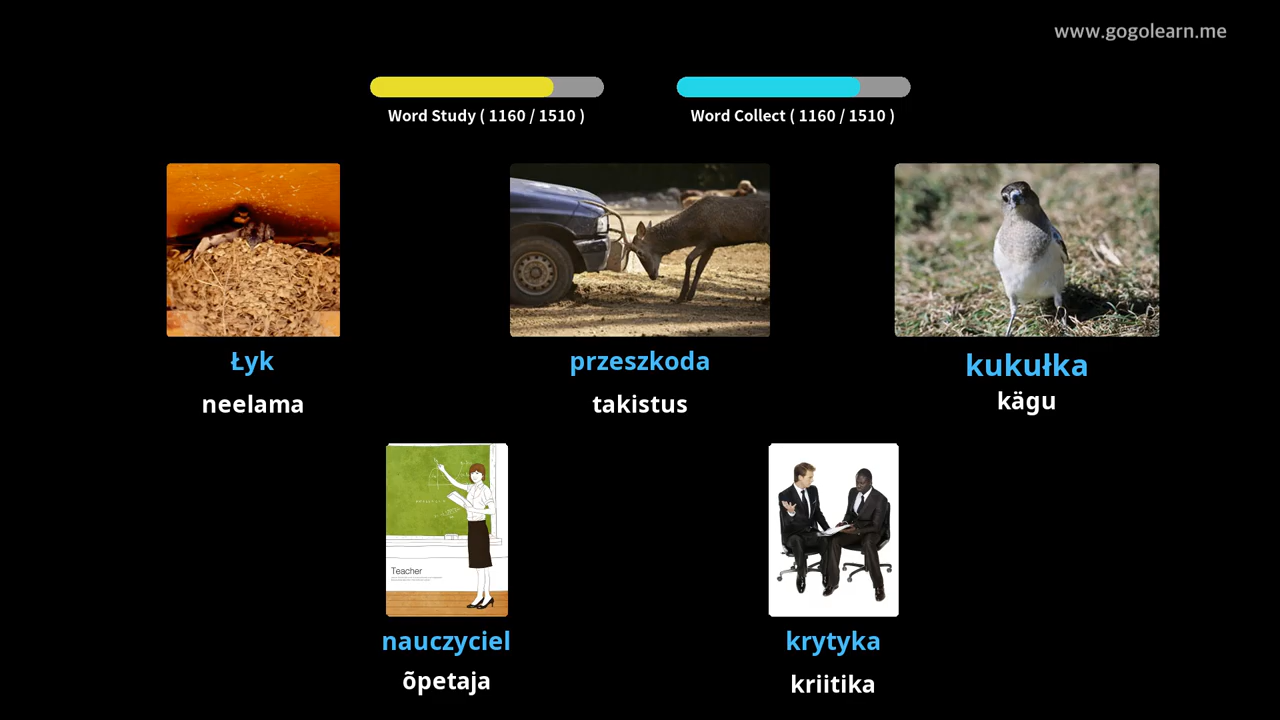 www.gogolearn.me
Word Study ( 1160 / 1510 )
Word Collect ( 1160 / 1510 )
Łyk
przeszkoda
kukułka
neelama
takistus
kägu
Teacher
nauczyciel
krytyka
õpetaja
kriitika